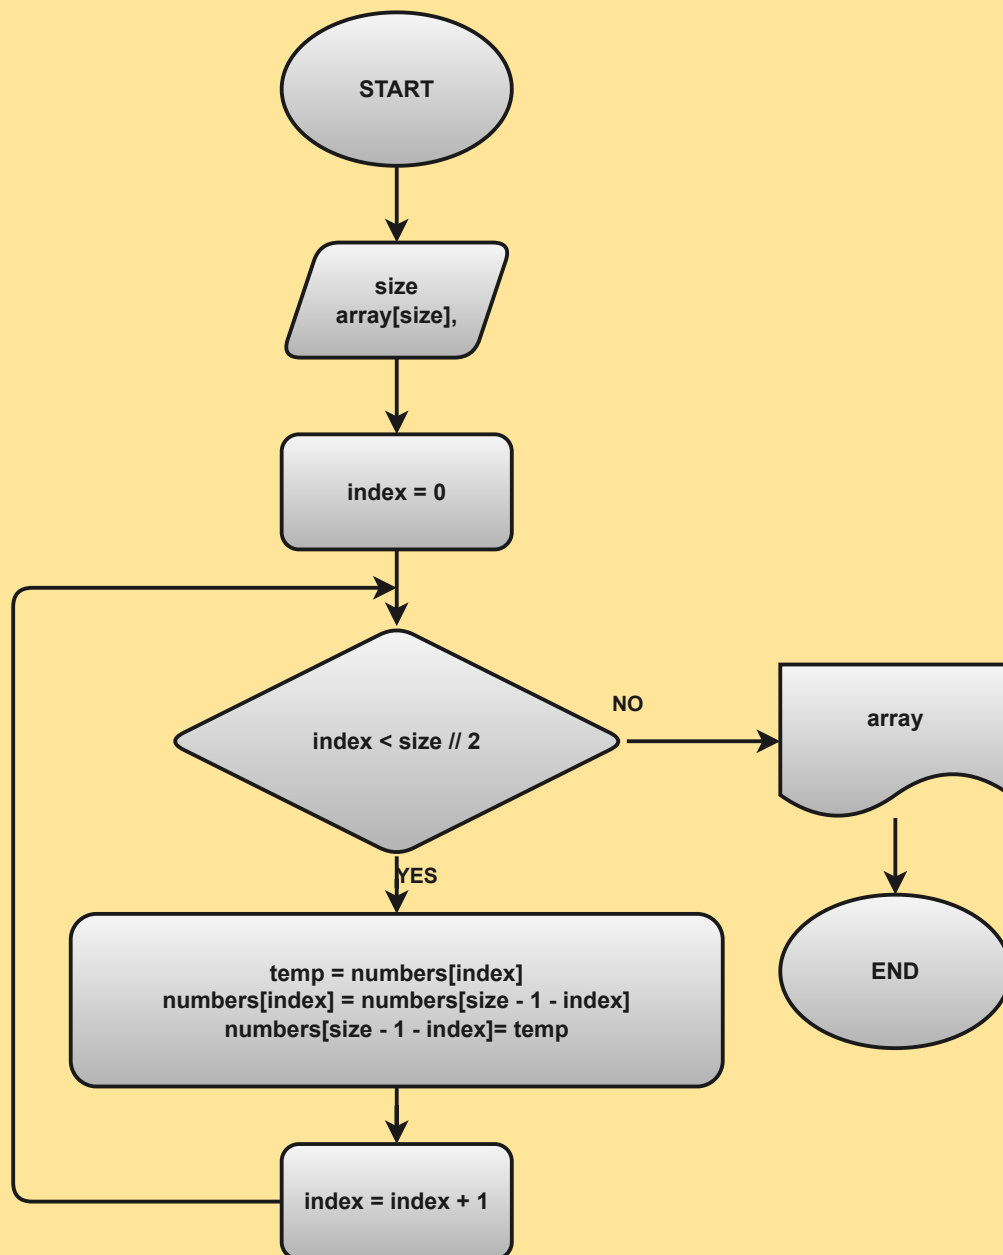 START
size
array[size],
index = 0
index < size // 2
NO
array
YES
END
temp = numbers[index]
numbers[index] = numbers[size - 1 - index]
numbers[size - 1 - index]= temp
index = index + 1